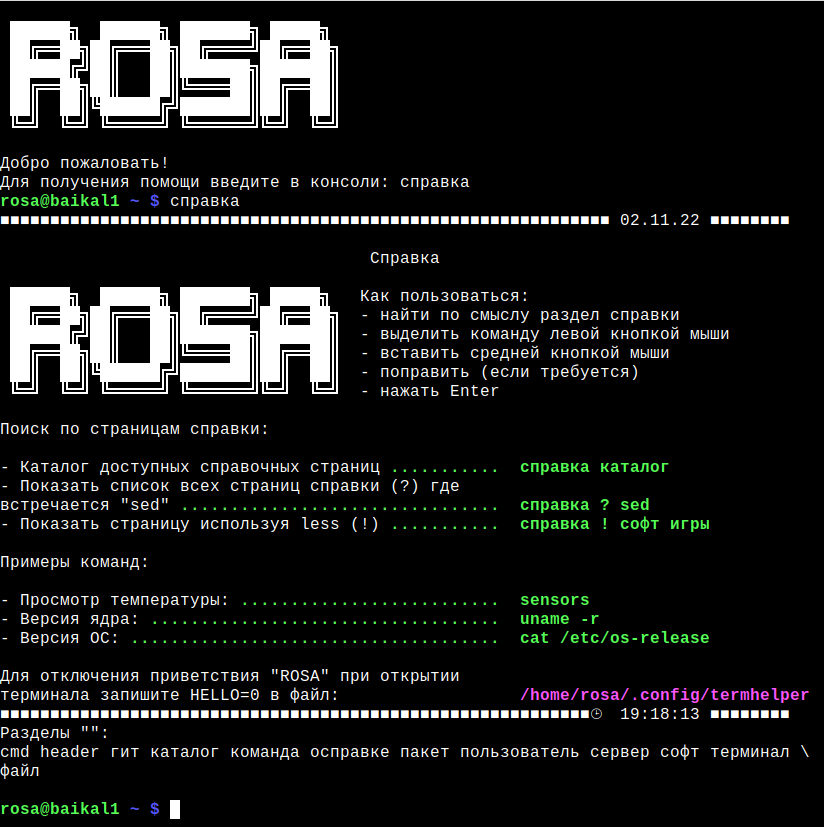 ROSA
Добро пожаловать!
Для получения помощи введите в консоли: справка
rosa@baikal1 ~ $ справка
■■■■■■■■■■■■■■■■■■■■■■■■■■■■■■■■■■■■■■■■■■■■■■■■■■■■■■■■■■■■■ 02.11.22 ■■■■■■■■
Справка
ROSA
Как пользоваться:
- найти по смыслу раздел справки
- выделить команду левой кнопкой мыши
- вставить средней кнопкой мыши
- поправить (если требуется)
- нажать Enter
Поиск по страницам справки:
- Каталог доступных справочных страниц ........... справка каталог
- Показать список всех страниц справки (?) где
встречается "sed" ................................ справка ? sed
- Показать страницу используя less (!) ........... справка ! софт игры
Примеры команд:
- Просмотр температуры: .......................... sensors
- Версия ядра: ................................... uname -r
- Версия ОС: ..................................... cat /etc/os-release
Для отключения приветствия "ROSA" при открытии
терминала запишите HELLO=0 в файл: /home/rosa/.config/termhelper
■■■■■■■■■■■■■■■■■■■■■■■■■■■■■■■■■■■■■■■■■■■■■■■■■■■■■■■■■■■🕒 19:18:13 ■■■■■■■■
Разделы "":
cmd header гит каталог команда осправке пакет пользователь сервер софт терминал \
файл
rosa@baikal1 ~ $